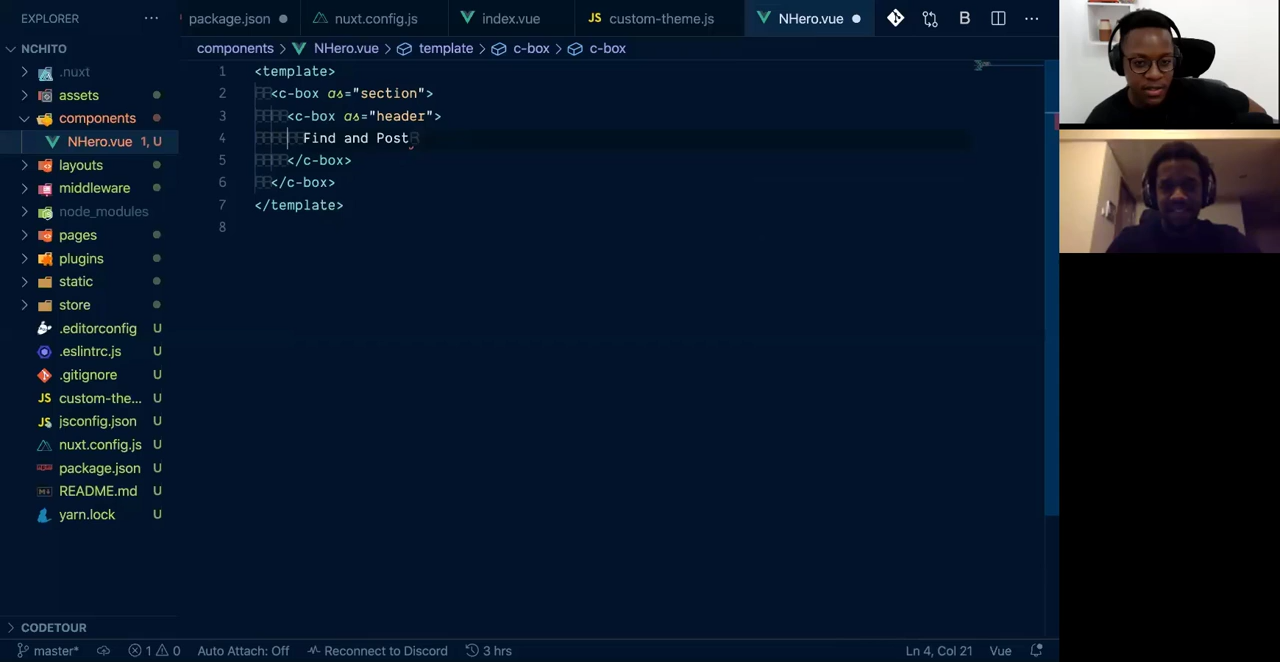 EXPLORER
package.json
nuxt.config.js
index.vue
JS custom-theme.js
NHero.vue
B
NCHITO
components > NHero.vue > template > c-box > c-box
.nuxt
assets
components
NHero.vue 1, U
layouts
middleware
node_modules
pages
plugins
static
store
.editorconfig U
.eslintrc.js U
.gitignore U
JS custom-the... U
jsconfig.json U
nuxt.config.js U
package.json U
README.md U
yarn.lock U
1 <template>
2 <c-box as="section">
3 <c-box as="header">
4 Find and Post
5 </c-box>
6 </c-box>
7 </template>
8
CODETOUR
master* 1 0 Auto Attach: Off Reconnect to Discord 3 hrs Ln 4, Col 21 Vue